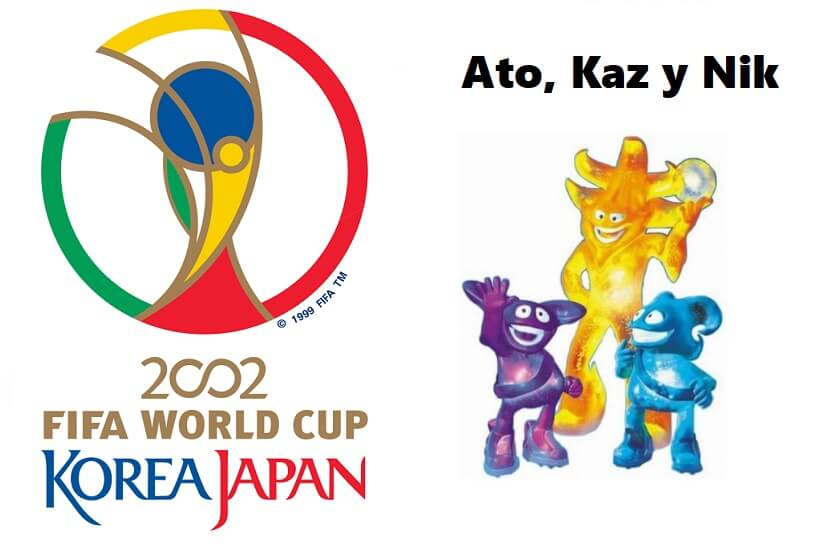 Ato, Kaz y Nik
© 1999 FIFA TM
2002
FIFA WORLD CUP
KOREA JAPAN